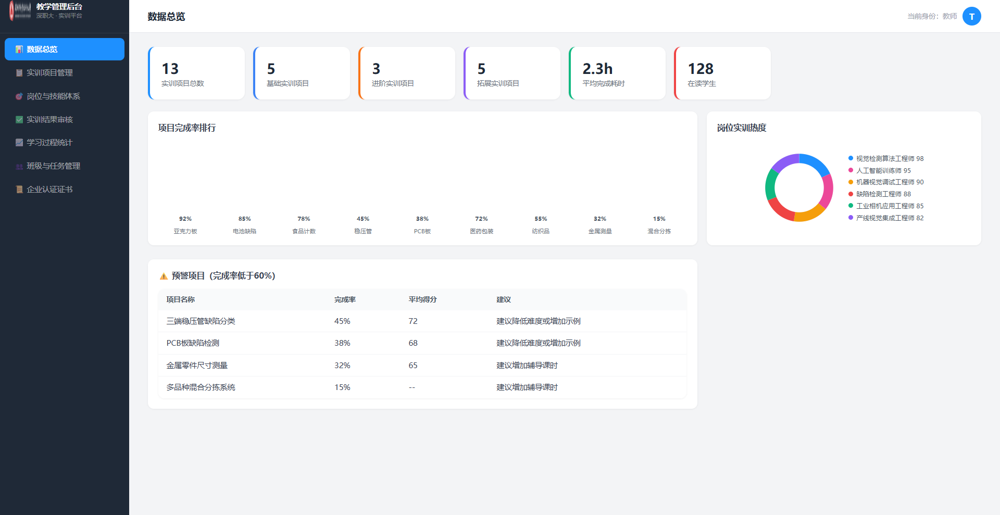 教学管理后台
深职大 · 实训平台
数据总览
实训项目管理
岗位与技能体系
实训结果审核
学习过程统计
班级与任务管理
企业认证证书
数据总览
当前身份：教师
T
13
实训项目总数
5
基础实训项目
3
进阶实训项目
5
拓展实训项目
2.3h
平均完成耗时
128
在读学生
项目完成率排行
92% 85% 78% 45% 38% 72% 55% 32% 15%
亚克力板 电池缺陷 食品计数 稳压管 PCB板 医药包装 纺织品 金属测量 混合分拣
岗位实训热度
视觉检测算法工程师 98
人工智能训练师 95
机器视觉调试工程师 90
缺陷检测工程师 88
工业相机应用工程师 85
产线视觉集成工程师 82
预警项目（完成率低于60%）
项目名称 完成率 平均得分 建议
三端稳压管缺陷分类 45% 72 建议降低难度或增加示例
PCB板缺陷检测 38% 68 建议降低难度或增加示例
金属零件尺寸测量 32% 65 建议增加辅导课时
多品种混合分拣系统 15% -- 建议增加辅导课时